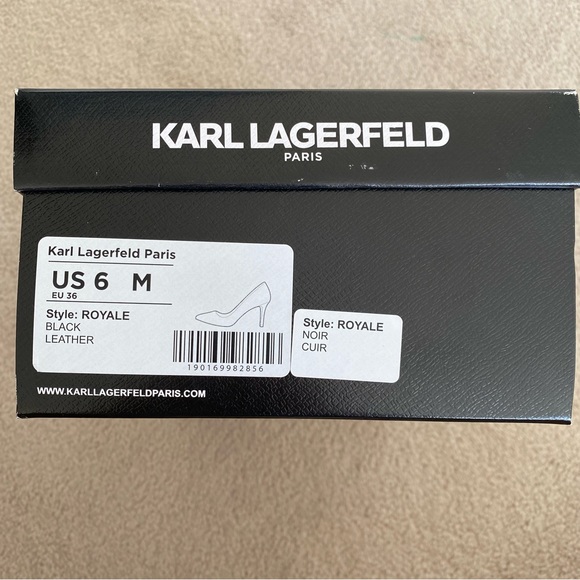 KARL LAGERFELD
PARIS
Karl Lagerfeld Paris
US 6 M
EU 36
Style: ROYALE
BLACK
LEATHER
190169982856
Style: ROYALE
NOIR
CUIR
WWW.KARLLAGERFELDPARIS.COM